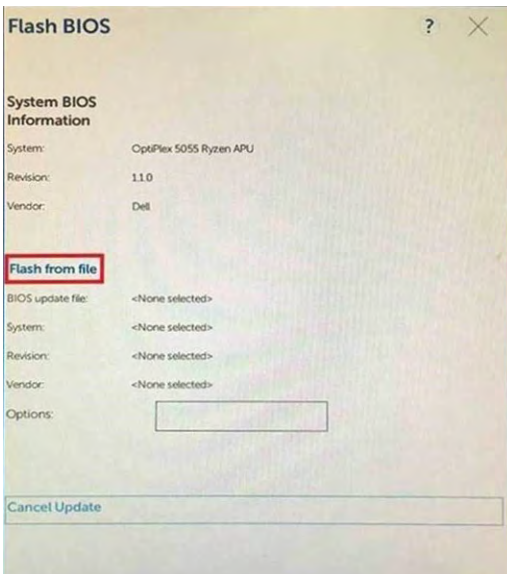 Flash BIOS
?
System BIOS
Information
System: OptiPlex 5055 Ryzen APU
Revision: 1.1.0
Vendor: Dell
Flash from file
BIOS update file: <None selected>
System: <None selected>
Revision: <None selected>
Vendor: <None selected>
Options:
Cancel Update